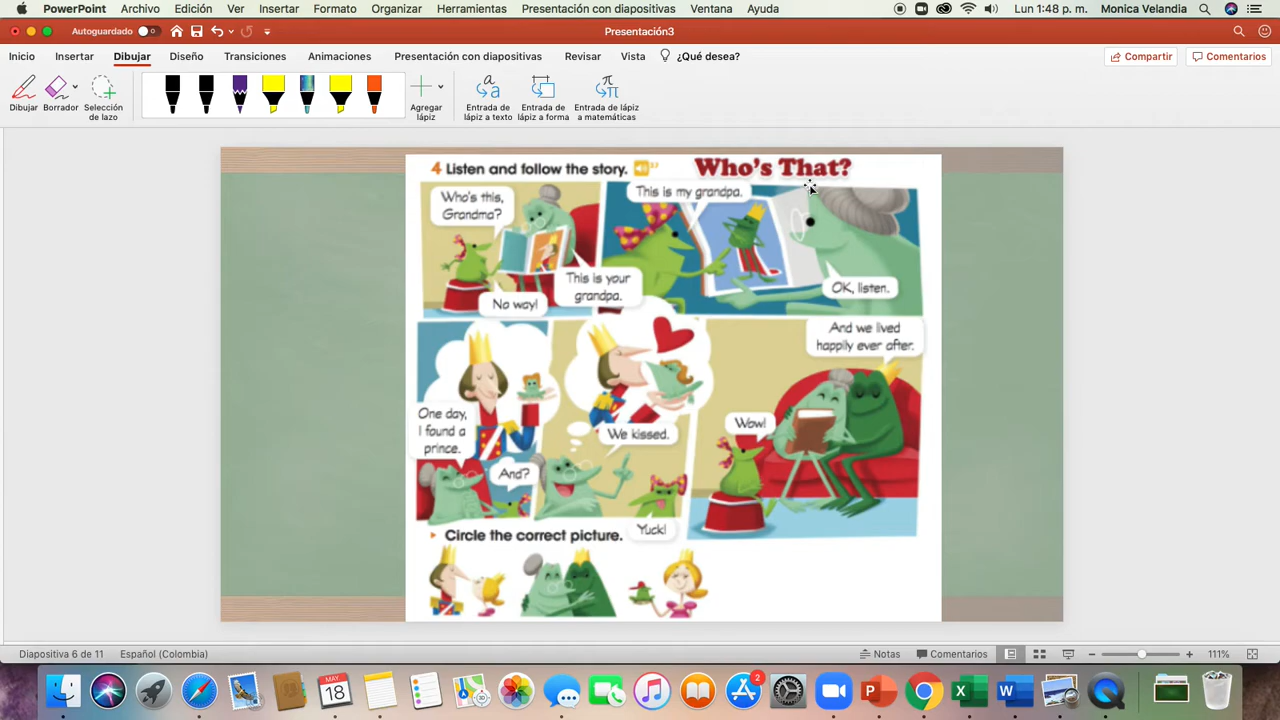 PowerPoint Archivo Edición Ver Insertar Formato Organizar Herramientas Presentación con diapositivas Ventana Ayuda Lun 1:48 p. m. Monica Velandia
Autoguardado Presentación3
Inicio Insertar Dibujar Diseño Transiciones Animaciones Presentación con diapositivas Revisar Vista ¿Qué desea? Compartir Comentarios
Dibujar
Borrador
Selección
de lazo
Agregar
lápiz
Entrada de
lápiz a texto
Entrada de
lápiz a forma
Entrada de lápiz
a matemáticas
4 Listen and follow the story.
Who's That?
Who's this,
Grandma?
This is your
grandpa.
No way!
This is my grandpa.
OK, listen.
One day,
I found a
prince.
And?
We kissed.
Yuck!
And we lived
happily ever after.
Wow!
Circle the correct picture.
Diapositiva 6 de 11 Español (Colombia) Notas Comentarios 111%
MAY
18
2